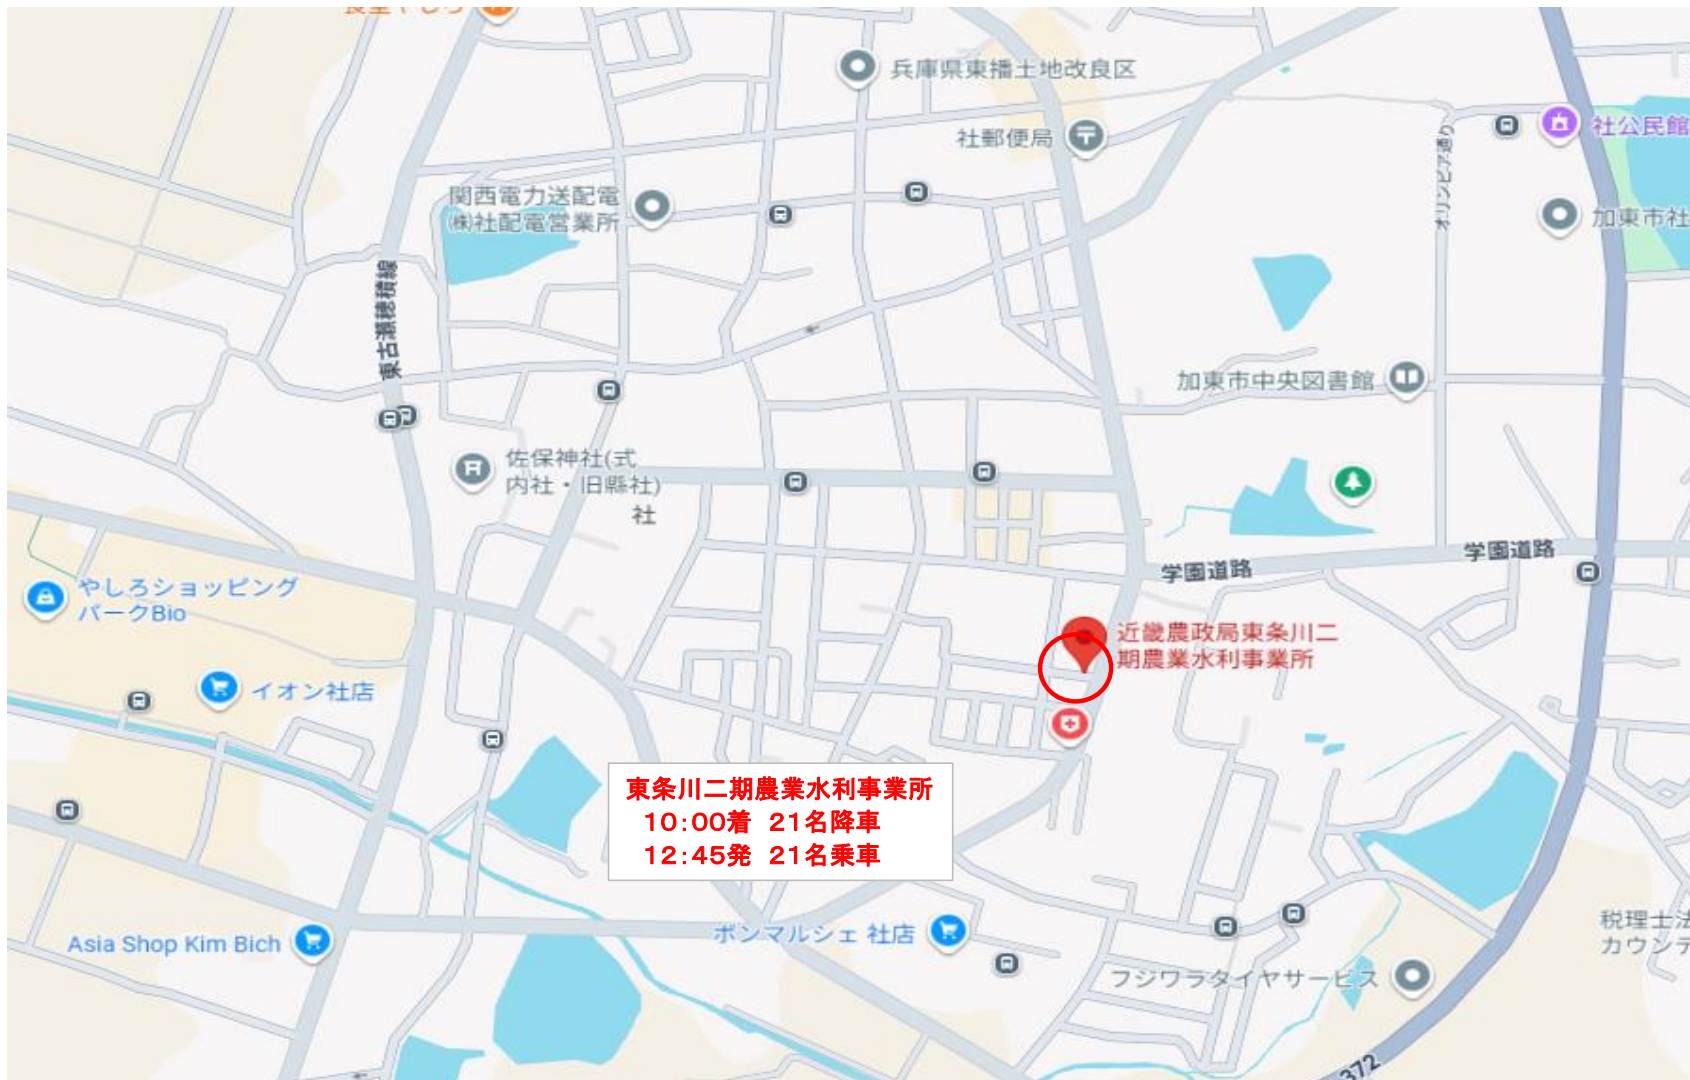 兵庫県東播土地改良区
社郵便局
社公民館
オリンピア通り
関西電力送配電
㈱社配電営業所
加東市社
東古瀬穂積線
加東市中央図書館
佐保神社(式
内社・旧縣社)
社
学園道路
学園道路
やしろショッピング
パークBio
近畿農政局東条川二
期農業水利事業所
イオン社店
東条川二期農業水利事業所
10:00着 21名降車
12:45発 21名乗車
Asia Shop Kim Bich
ボンマルシェ 社店
フジワラタイヤサービス
税理士法
カウンテ
372